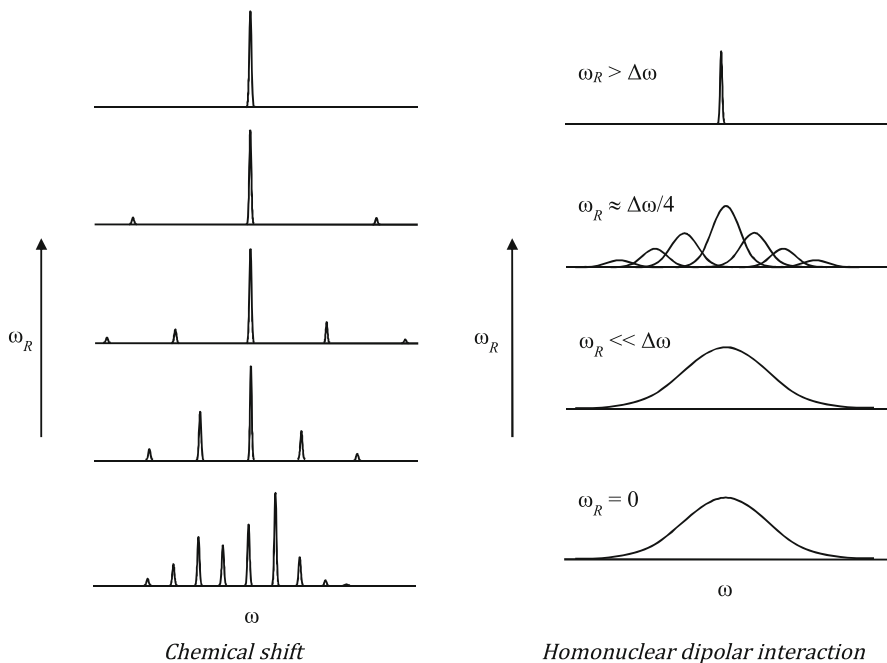 ω_R
ω
Chemical shift
ω_R > Δω
ω_R ≈ Δω/4
ω_R
ω_R << Δω
ω_R = 0
ω
Homonuclear dipolar interaction